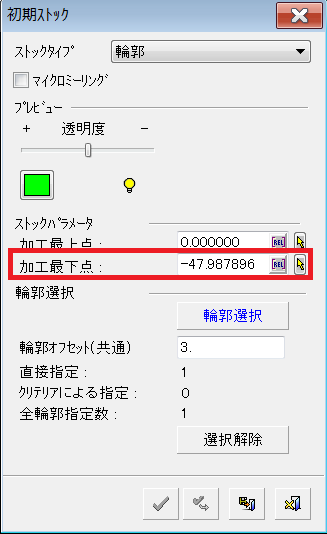 初期ｽﾄｯｸ
ｽﾄｯｸﾀｲﾌﾟ 輪郭
マイクロミーリング
プレビュー
+ 透明度 -
ストックパラメータ
加工最上点 : 0.000000 REL
加工最下点 : -47.987896 REL
輪郭選択
輪郭選択
輪郭オフセット(共通) 3.
直接指定 : 1
クリテリアによる指定 : 0
全輪郭指定数 : 1
選択解除